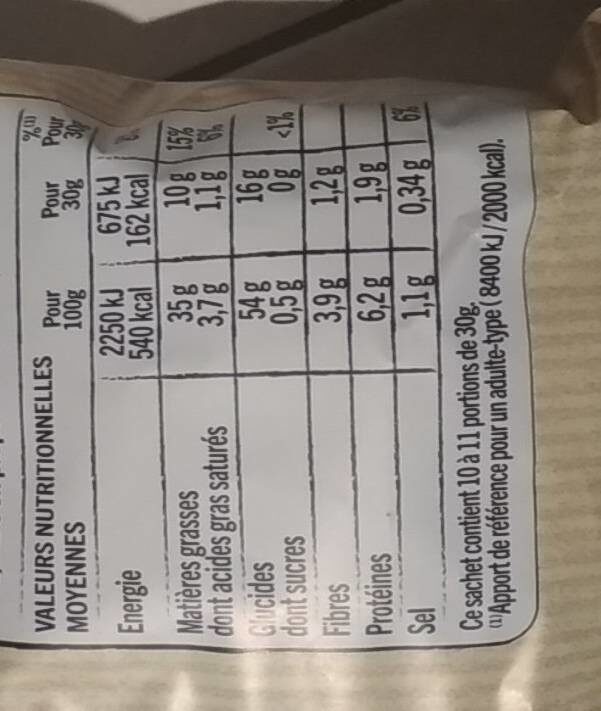 VALEURS NUTRITIONNELLES MOYENNES Pour 100g Pour 30g %(1) Pour 30g
Energie 2250 kJ 675 kJ
540 kcal 162 kcal
Matières grasses 35 g 10 g 15%
dont acides gras saturés 3,7 g 1,1 g 6%
Glucides 54 g 16 g
dont sucres 0,5 g 0 g <1%
Fibres 3,9 g 1,2 g
Protéines 6,2 g 1,9 g
Sel 1,1 g 0,34 g 6%
Ce sachet contient 10 à 11 portions de 30g.
(1)Apport de référence pour un adulte-type (8400 kJ/2000 kcal).